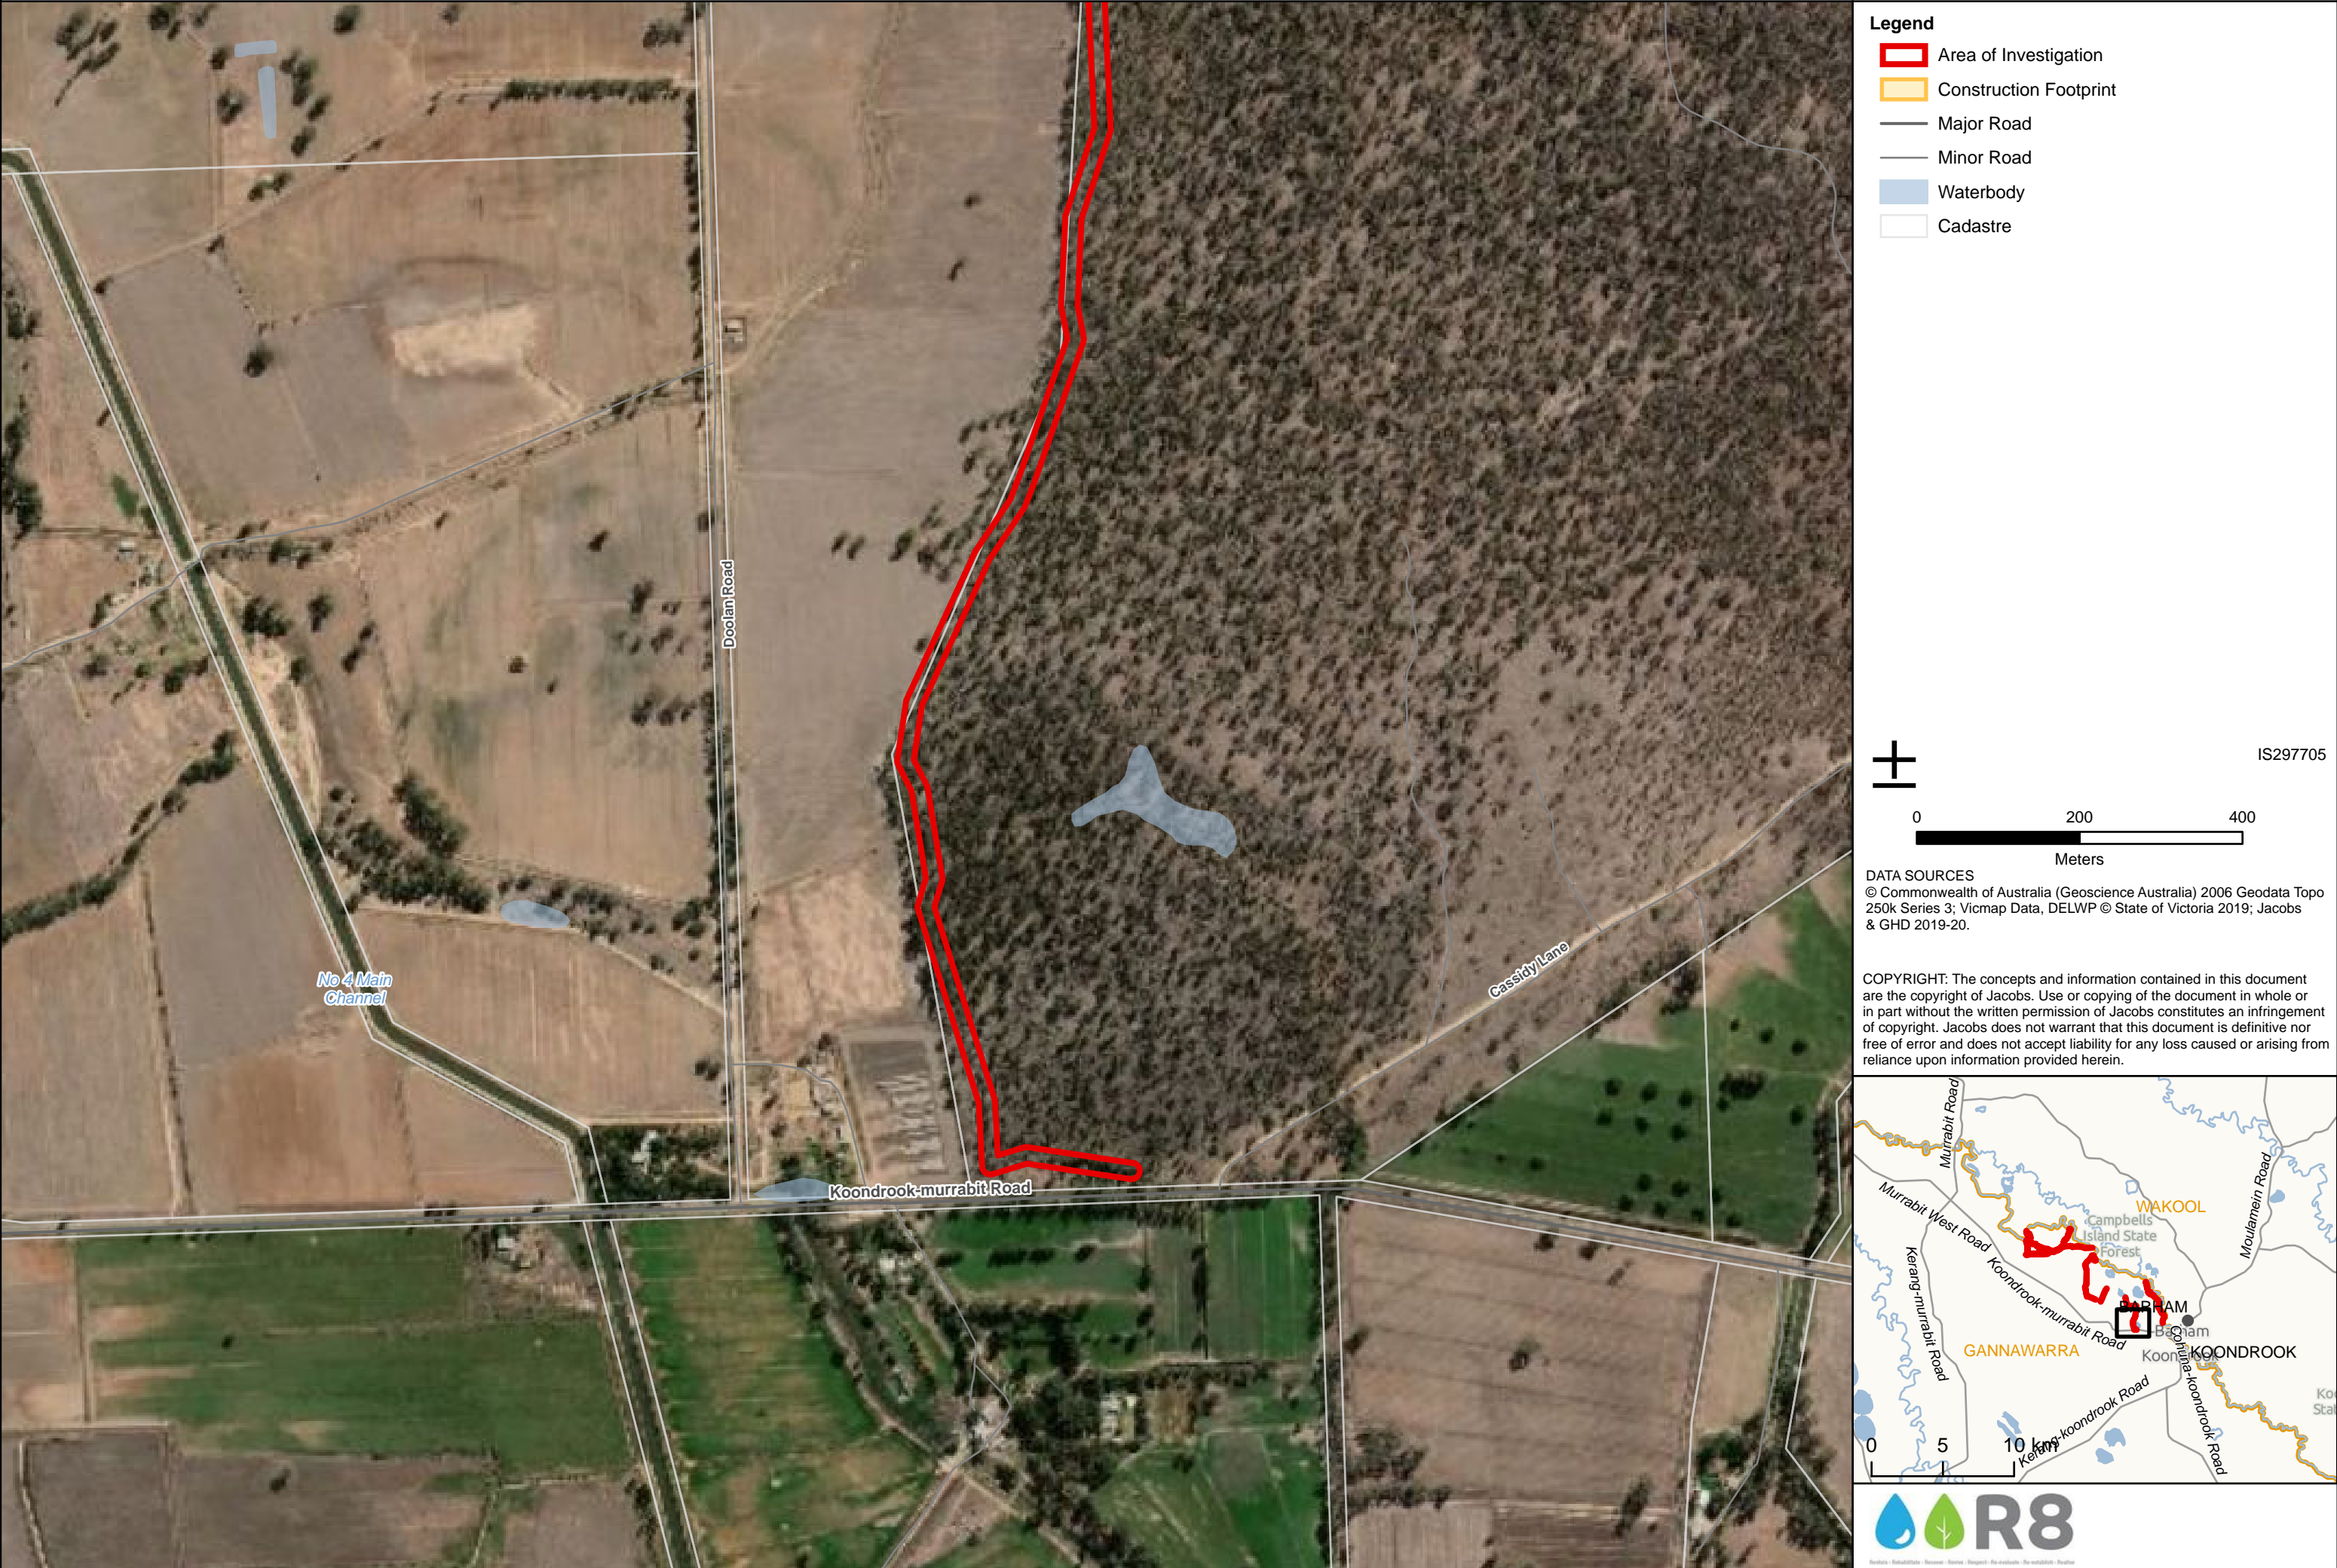 Doolan Road
No 4 Main
Channel
Cassidy Lane
Koondrook-murrabit Road
Legend
Area of Investigation
Construction Footprint
Major Road
Minor Road
Waterbody
Cadastre
IS297705
0 200 400
Meters
DATA SOURCES
© Commonwealth of Australia (Geoscience Australia) 2006 Geodata Topo
250k Series 3; Vicmap Data, DELWP © State of Victoria 2019; Jacobs
& GHD 2019-20.
COPYRIGHT: The concepts and information contained in this document
are the copyright of Jacobs. Use or copying of the document in whole or
in part without the written permission of Jacobs constitutes an infringement
of copyright. Jacobs does not warrant that this document is definitive nor
free of error and does not accept liability for any loss caused or arising from
reliance upon information provided herein.
Murrabit Road
Murrabit West Road
WAKOOL
Campbells
Island State
Forest
Moulamein Road
Kerang-murrabit Road
Koondrook-murrabit Road
BARHAM
Barham
GANNAWARRA
KOONDROOK
Cohuna-koondrook Road
Kerang-koondrook Road
0 5 10 km
R8